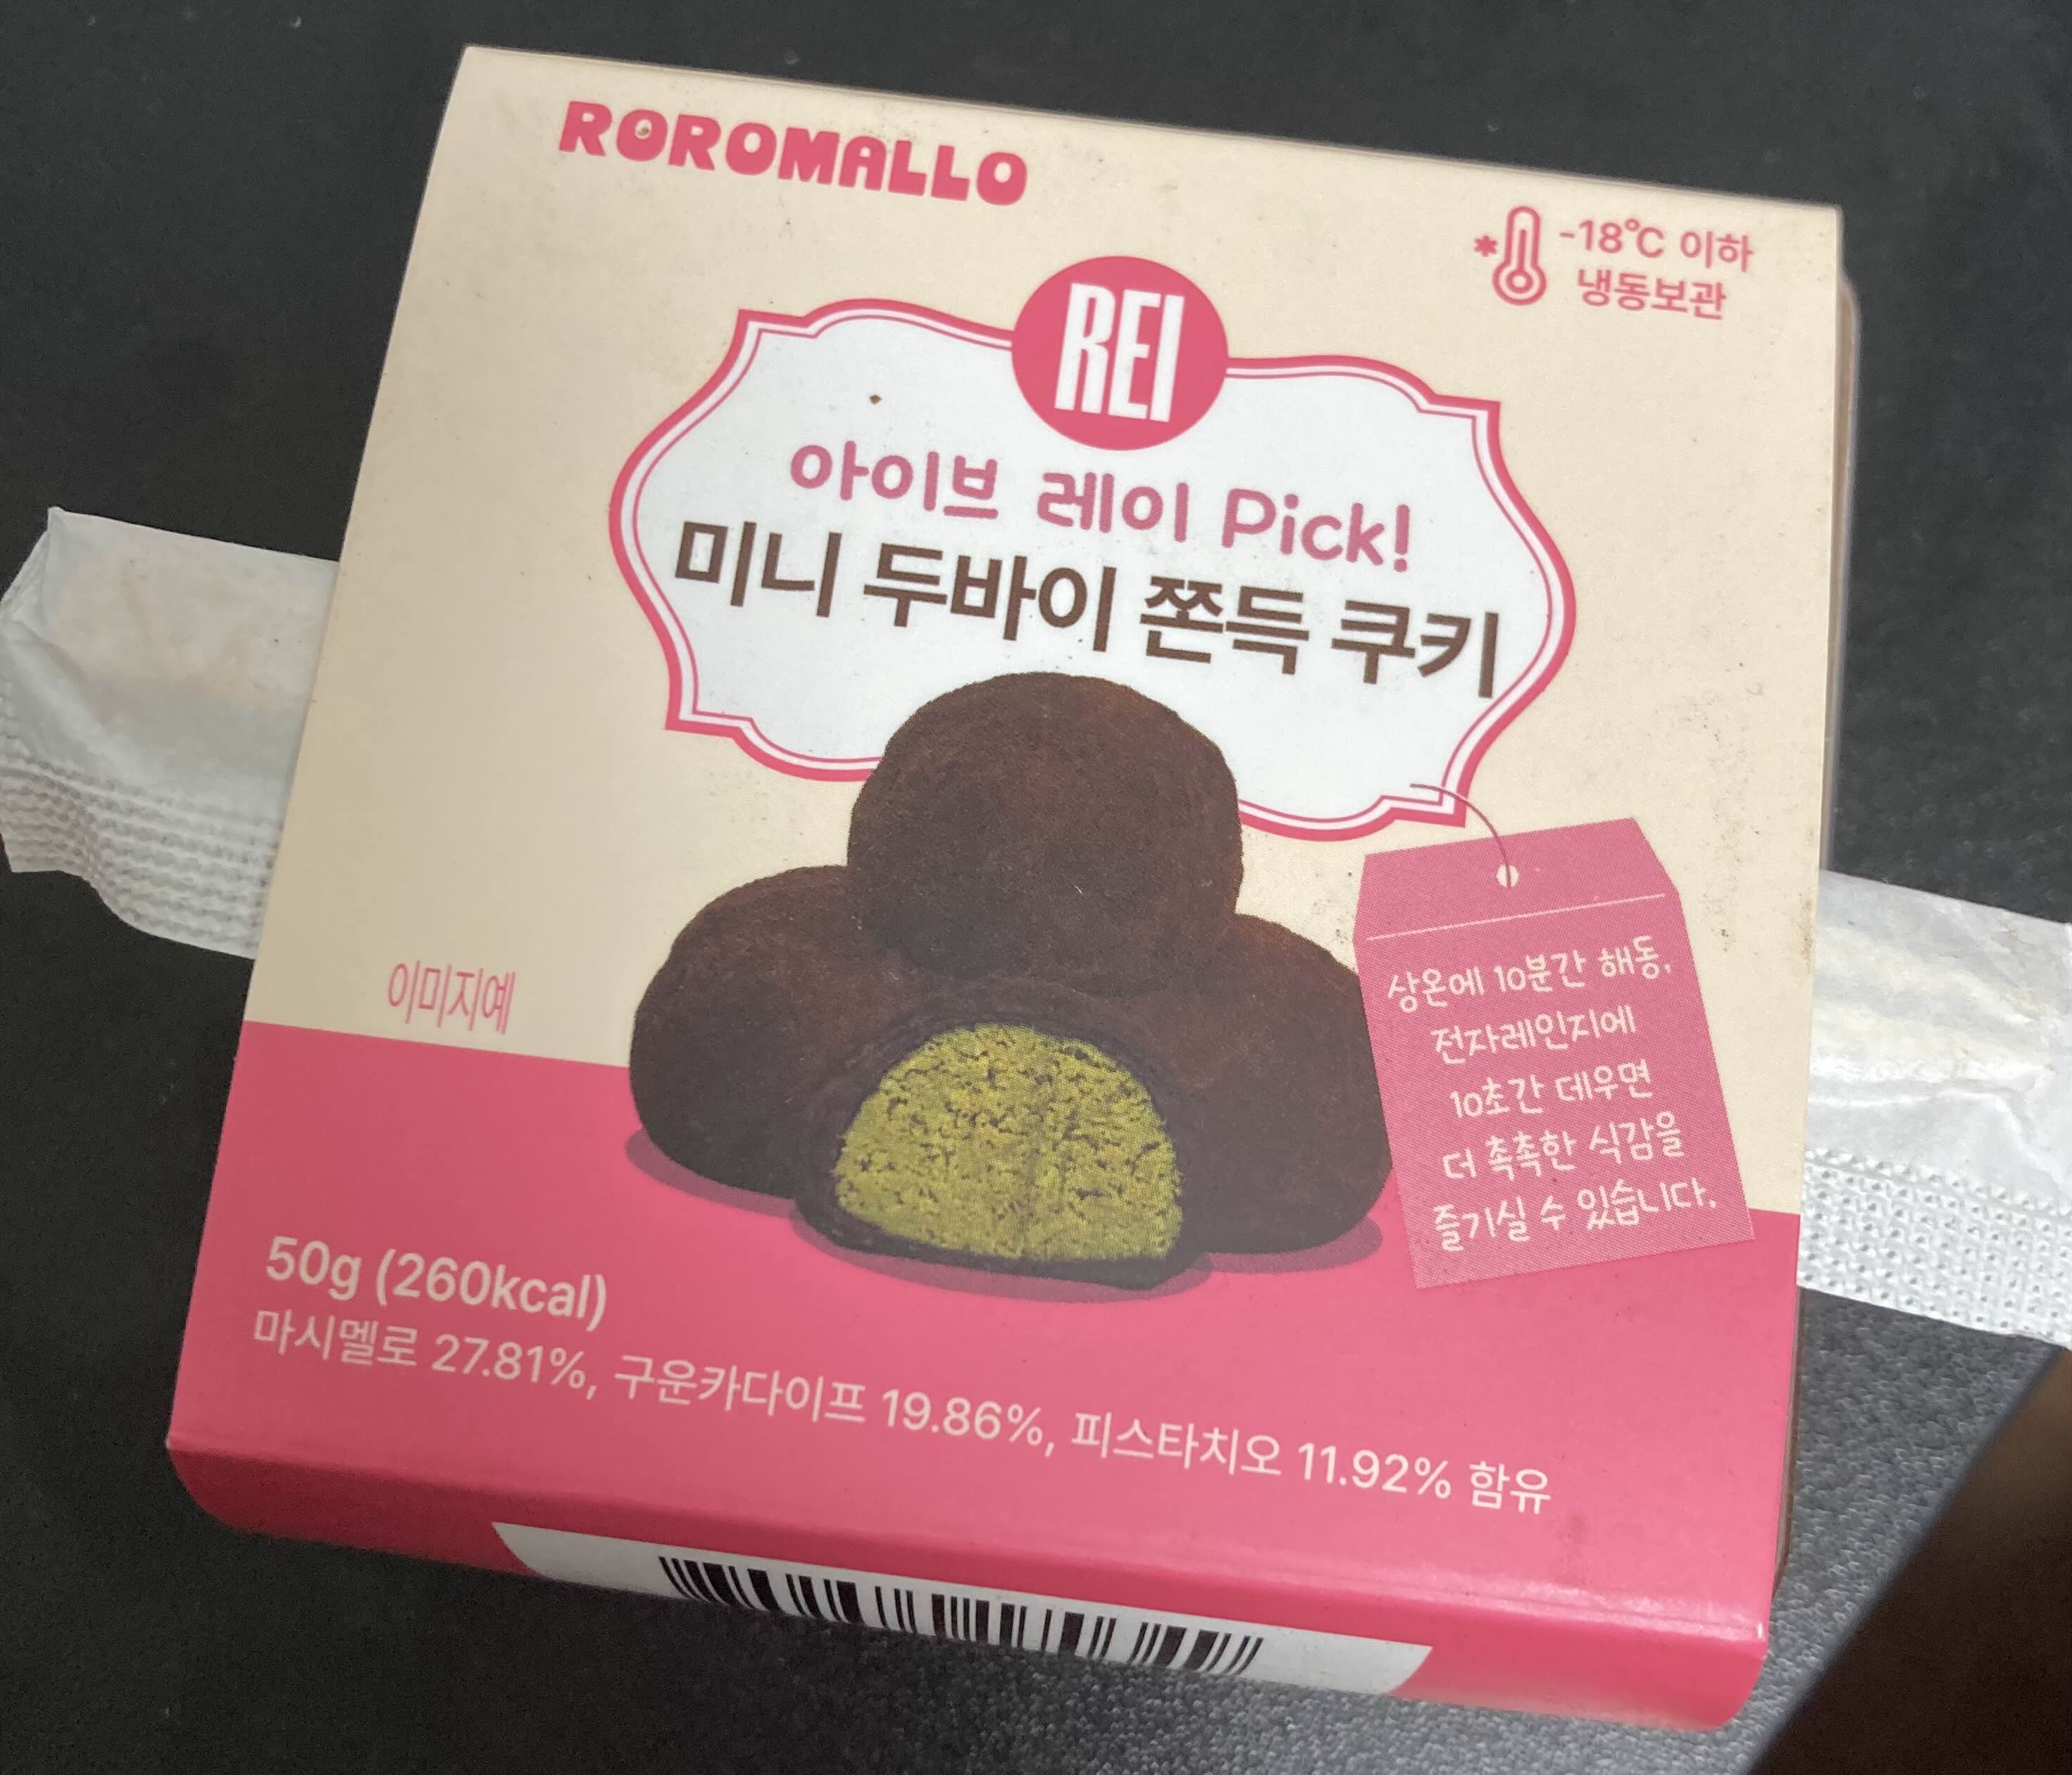 ROROMALLO
-18℃ 이하
냉동보관
REI
아이브 레이 Pick!
미니 두바이 쫀득 쿠키
상온에 10분간 해동,
전자레인지에
10초간 데우면
더 촉촉한 식감을
즐기실 수 있습니다.
이미지예
50g (260kcal)
마시멜로 27.81%, 구운카다이프 19.86%, 피스타치오 11.92% 함유